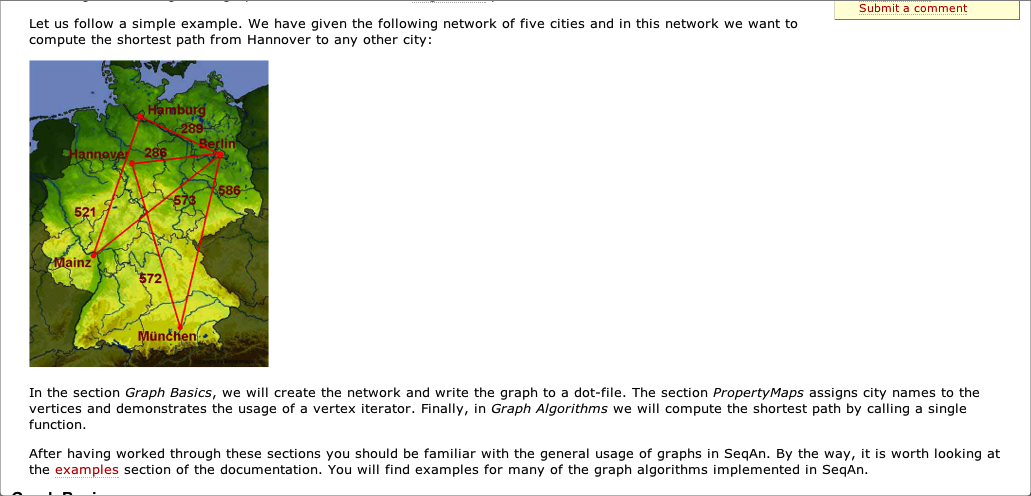 Submit a comment
Let us follow a simple example. We have given the following network of five cities and in this network we want to
compute the shortest path from Hannover to any other city:
Hamburg
289
Berlin
Hannover
286
586
573
521
Mainz
572
München
In the section Graph Basics, we will create the network and write the graph to a dot-file. The section PropertyMaps assigns city names to the
vertices and demonstrates the usage of a vertex iterator. Finally, in Graph Algorithms we will compute the shortest path by calling a single
function.
After having worked through these sections you should be familiar with the general usage of graphs in SeqAn. By the way, it is worth looking at
the examples section of the documentation. You will find examples for many of the graph algorithms implemented in SeqAn.